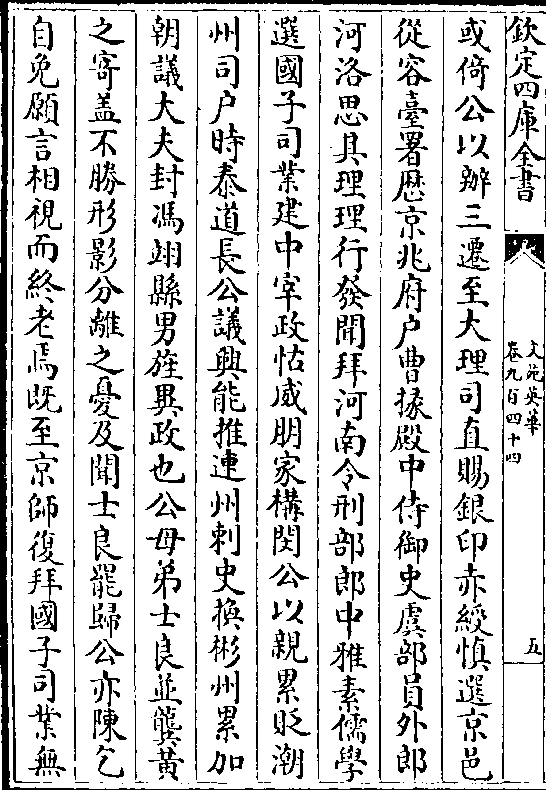 欽定四庫全書
文苑英華
卷九百四十四
五
或倚公以辦三遷至大理司直賜銀印赤綬慎選京邑
從容臺署歴京兆府户曹掾殿中侍御史虞部員外郎
河洛思其理理行發聞拜河南令刑部郎中雅素儒學
選國子司業建中宰政怙威朋家構閔公以親累貶潮
州司户時泰道長公議興能推連州刺史換彬州累加
朝議大夫封馮翊縣男旌異政也公母弟士良並龔黄
之寄盖不勝形影分離之憂及聞士良罷歸公亦陳乞
自免願言相視而終老焉既至京師復拜國子司業無